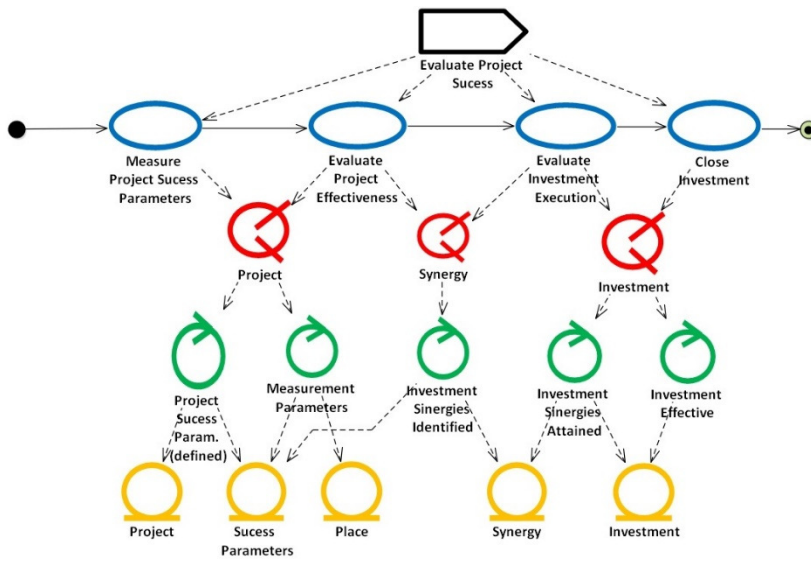 Evaluate Project
Sucess
Measure
Project Sucess
Parameters
Evaluate
Project
Effectiveness
Evaluate
Investment
Execution
Close
Investment
Project
Synergy
Investment
Project
Sucess
Param.
(defined)
Measurement
Parameters
Investment
Sinergies
Identified
Investment
Sinergies
Attained
Investment
Effective
Project
Sucess
Parameters
Place
Synergy
Investment